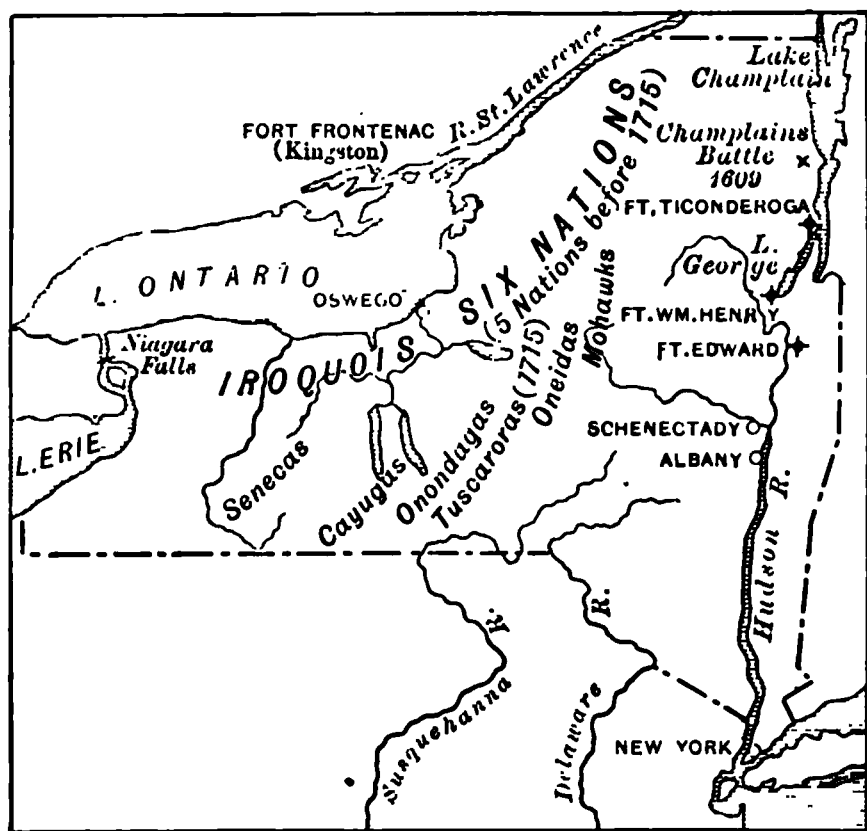 Lake
Champlain
R. St. Lawrence
FORT FRONTENAC
(Kingston)
Champlains
Battle
1609
SIX NATIONS
(5 Nations before 1715)
FT. TICONDEROGA
L.
George
L. ONTARIO
OSWEGO
FT. WM. HENRY
Niagara
Falls
IROQUOIS
FT. EDWARD
Mohawks
Oneidas
Tuscaroras (1715)
Onondagas
Cayugas
Senecas
L. ERIE
SCHENECTADY
ALBANY
Hudson R.
Susquehanna R.
Delaware R.
NEW YORK